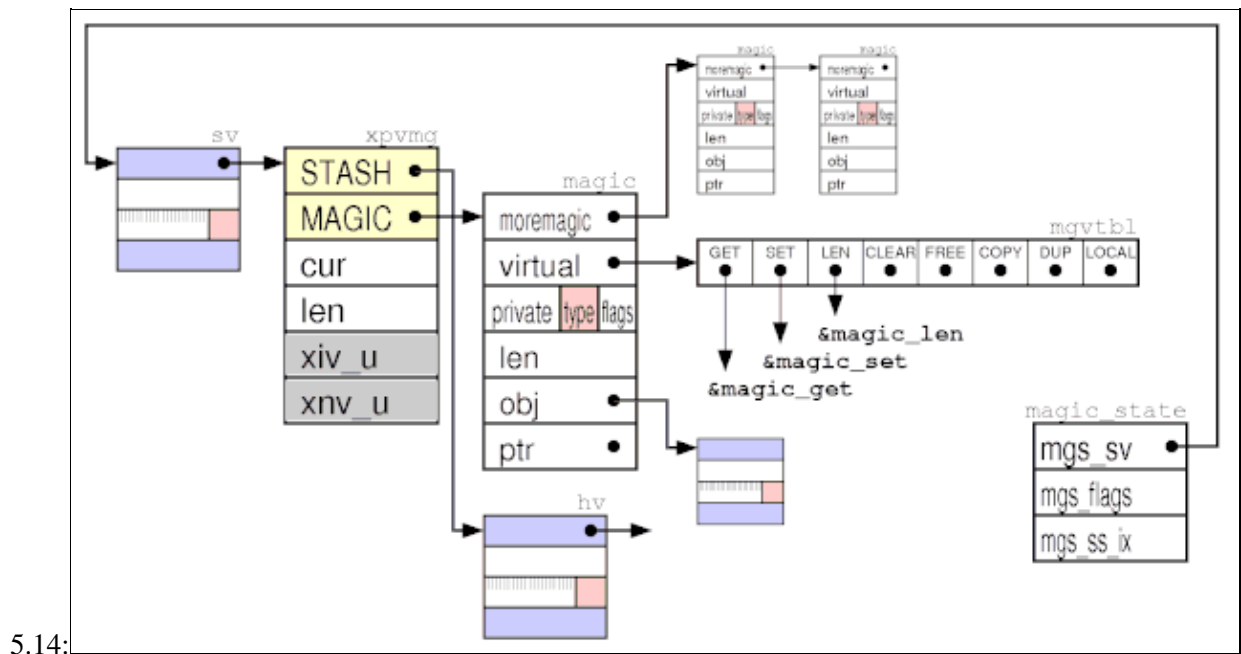 magic magic
moremagic moremagic
virtual virtual
private type flags private type flags
len len
obj obj
ptr ptr
sv
xpvmg
STASH
MAGIC
cur
len
xiv_u
xnv_u
magic
moremagic
virtual
private type flags
len
obj
ptr
mgvtbl
GET SET LEN CLEAR FREE COPY DUP LOCAL
&magic_len
&magic_set
&magic_get
magic_state
mgs_sv
mgs_flags
mgs_ss_ix
hv
5.14: